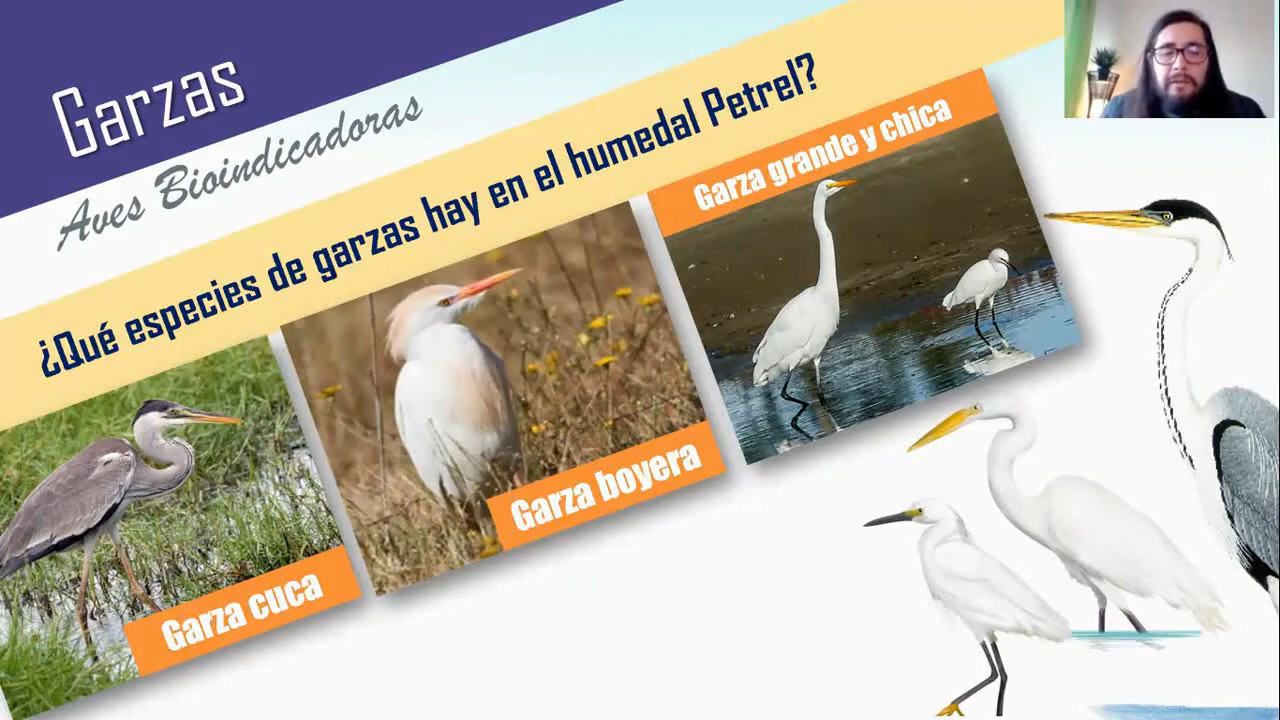 Garzas
Aves Bioindicadoras
¿Qué especies de garzas hay en el humedal Petrel?
Garza cuca
Garza boyera
Garza grande y chica